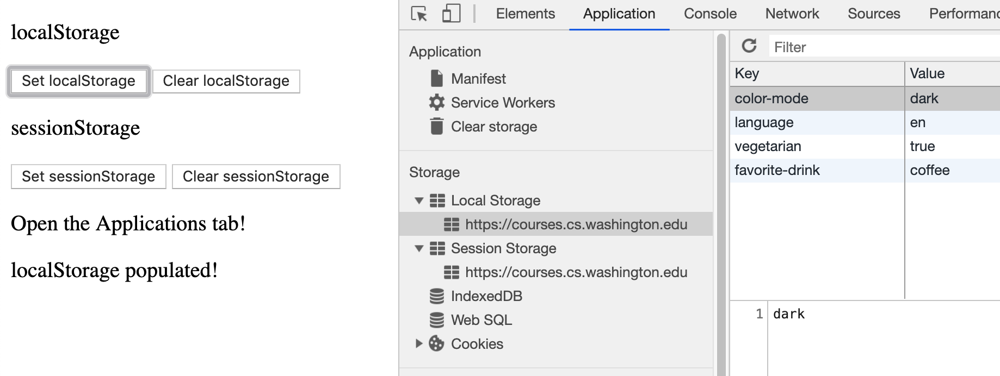 localStorage
Set localStorage Clear localStorage
sessionStorage
Set sessionStorage Clear sessionStorage
Open the Applications tab!
localStorage populated!
Elements Application Console Network Sources Performanc
Application
Manifest
Service Workers
Clear storage
Storage
Local Storage
https://courses.cs.washington.edu
Session Storage
https://courses.cs.washington.edu
IndexedDB
Web SQL
Cookies
Filter
Key Value
color-mode dark
language en
vegetarian true
favorite-drink coffee
1 dark